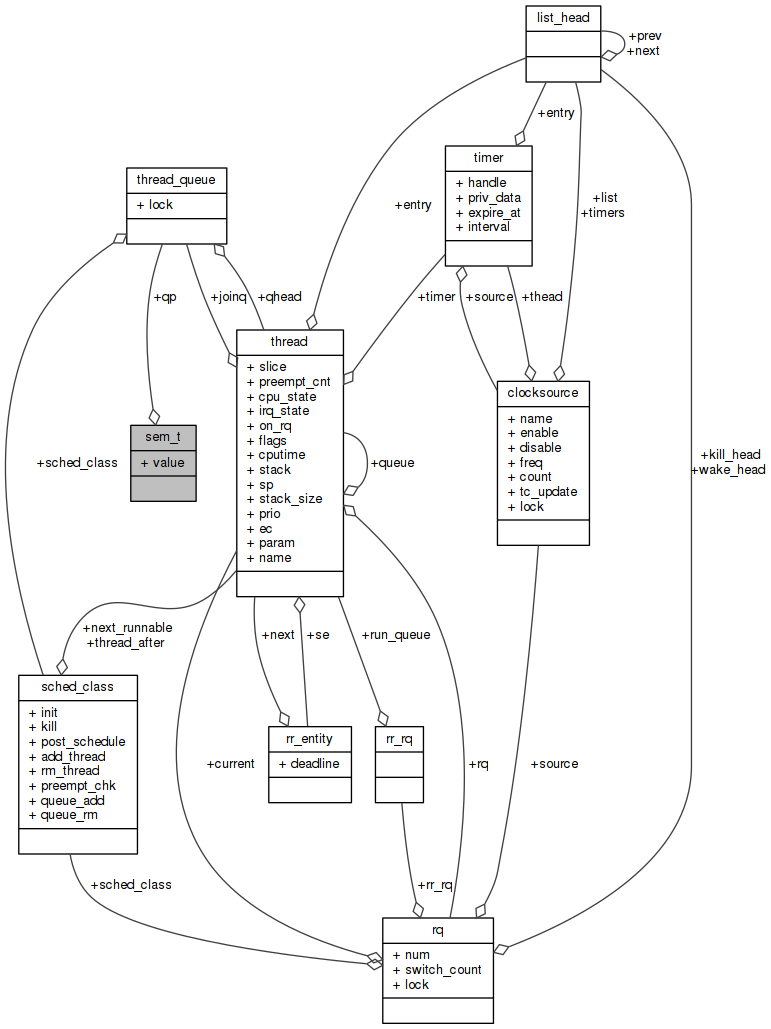 list_head
+prev
+next
+entry
timer
+ handle
+ priv_data
+ expire_at
+ interval
thread_queue
+ lock
+entry
+list
+timers
+qp
+joinq
+qhead
+timer
+source
+thead
thread
+ slice
+ preempt_cnt
+ cpu_state
+ irq_state
+ on_rq
+ flags
+ cputime
+ stack
+ sp
+ stack_size
+ prio
+ ec
+ param
+ name
clocksource
+ name
+ enable
+ disable
+ freq
+ count
+ tc_update
+ lock
sem_t
+ value
+sched_class
+queue
+kill_head
+wake_head
+next_runnable
+thread_after
+next
+se
+run_queue
sched_class
+ init
+ kill
+ post_schedule
+ add_thread
+ rm_thread
+ preempt_chk
+ queue_add
+ queue_rm
rr_entity
+ deadline
rr_rq
+current
+rq
+source
+sched_class
+rr_rq
rq
+ num
+ switch_count
+ lock